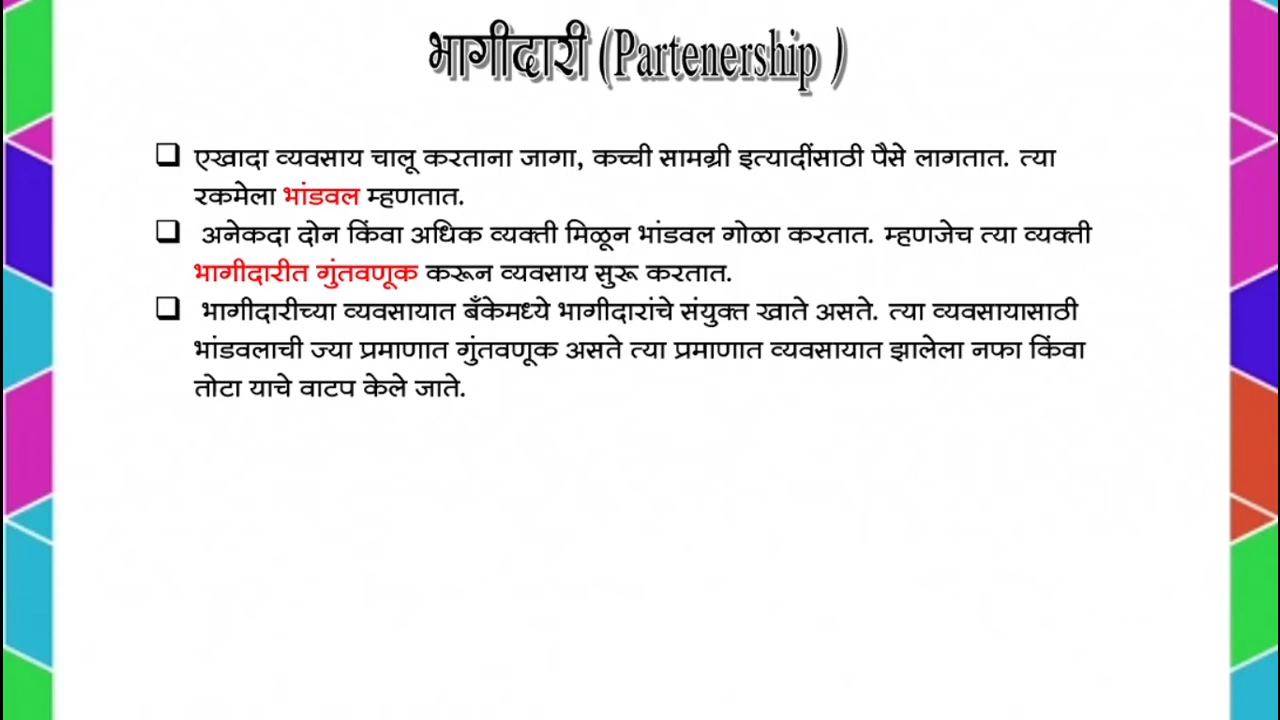 भागीदारी (Partenership )
एखादा व्यवसाय चालू करताना जागा, कच्ची सामग्री इत्यादींसाठी पैसे लागतात. त्या
रकमेला भांडवल म्हणतात.
अनेकदा दोन किंवा अधिक व्यक्ती मिळून भांडवल गोळा करतात. म्हणजेच त्या व्यक्ती
भागीदारीत गुंतवणूक करून व्यवसाय सुरू करतात.
भागीदारीच्या व्यवसायात बँकेमध्ये भागीदारांचे संयुक्त खाते असते. त्या व्यवसायासाठी
भांडवलाची ज्या प्रमाणात गुंतवणूक असते त्या प्रमाणात व्यवसायात झालेला नफा किंवा
तोटा याचे वाटप केले जाते.